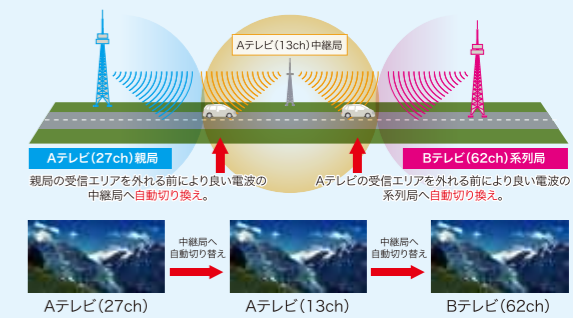 Aテレビ(13ch)中継局
Aテレビ(27ch)親局
Bテレビ(62ch)系列局
親局の受信エリアを外れる前により良い電波の
中継局へ自動切り換え。
Aテレビの受信エリアを外れる前により良い電波の
系列局へ自動切り換え。
中継局へ
自動切り替え
中継局へ
自動切り替え
Aテレビ(27ch)
Aテレビ(13ch)
Bテレビ(62ch)